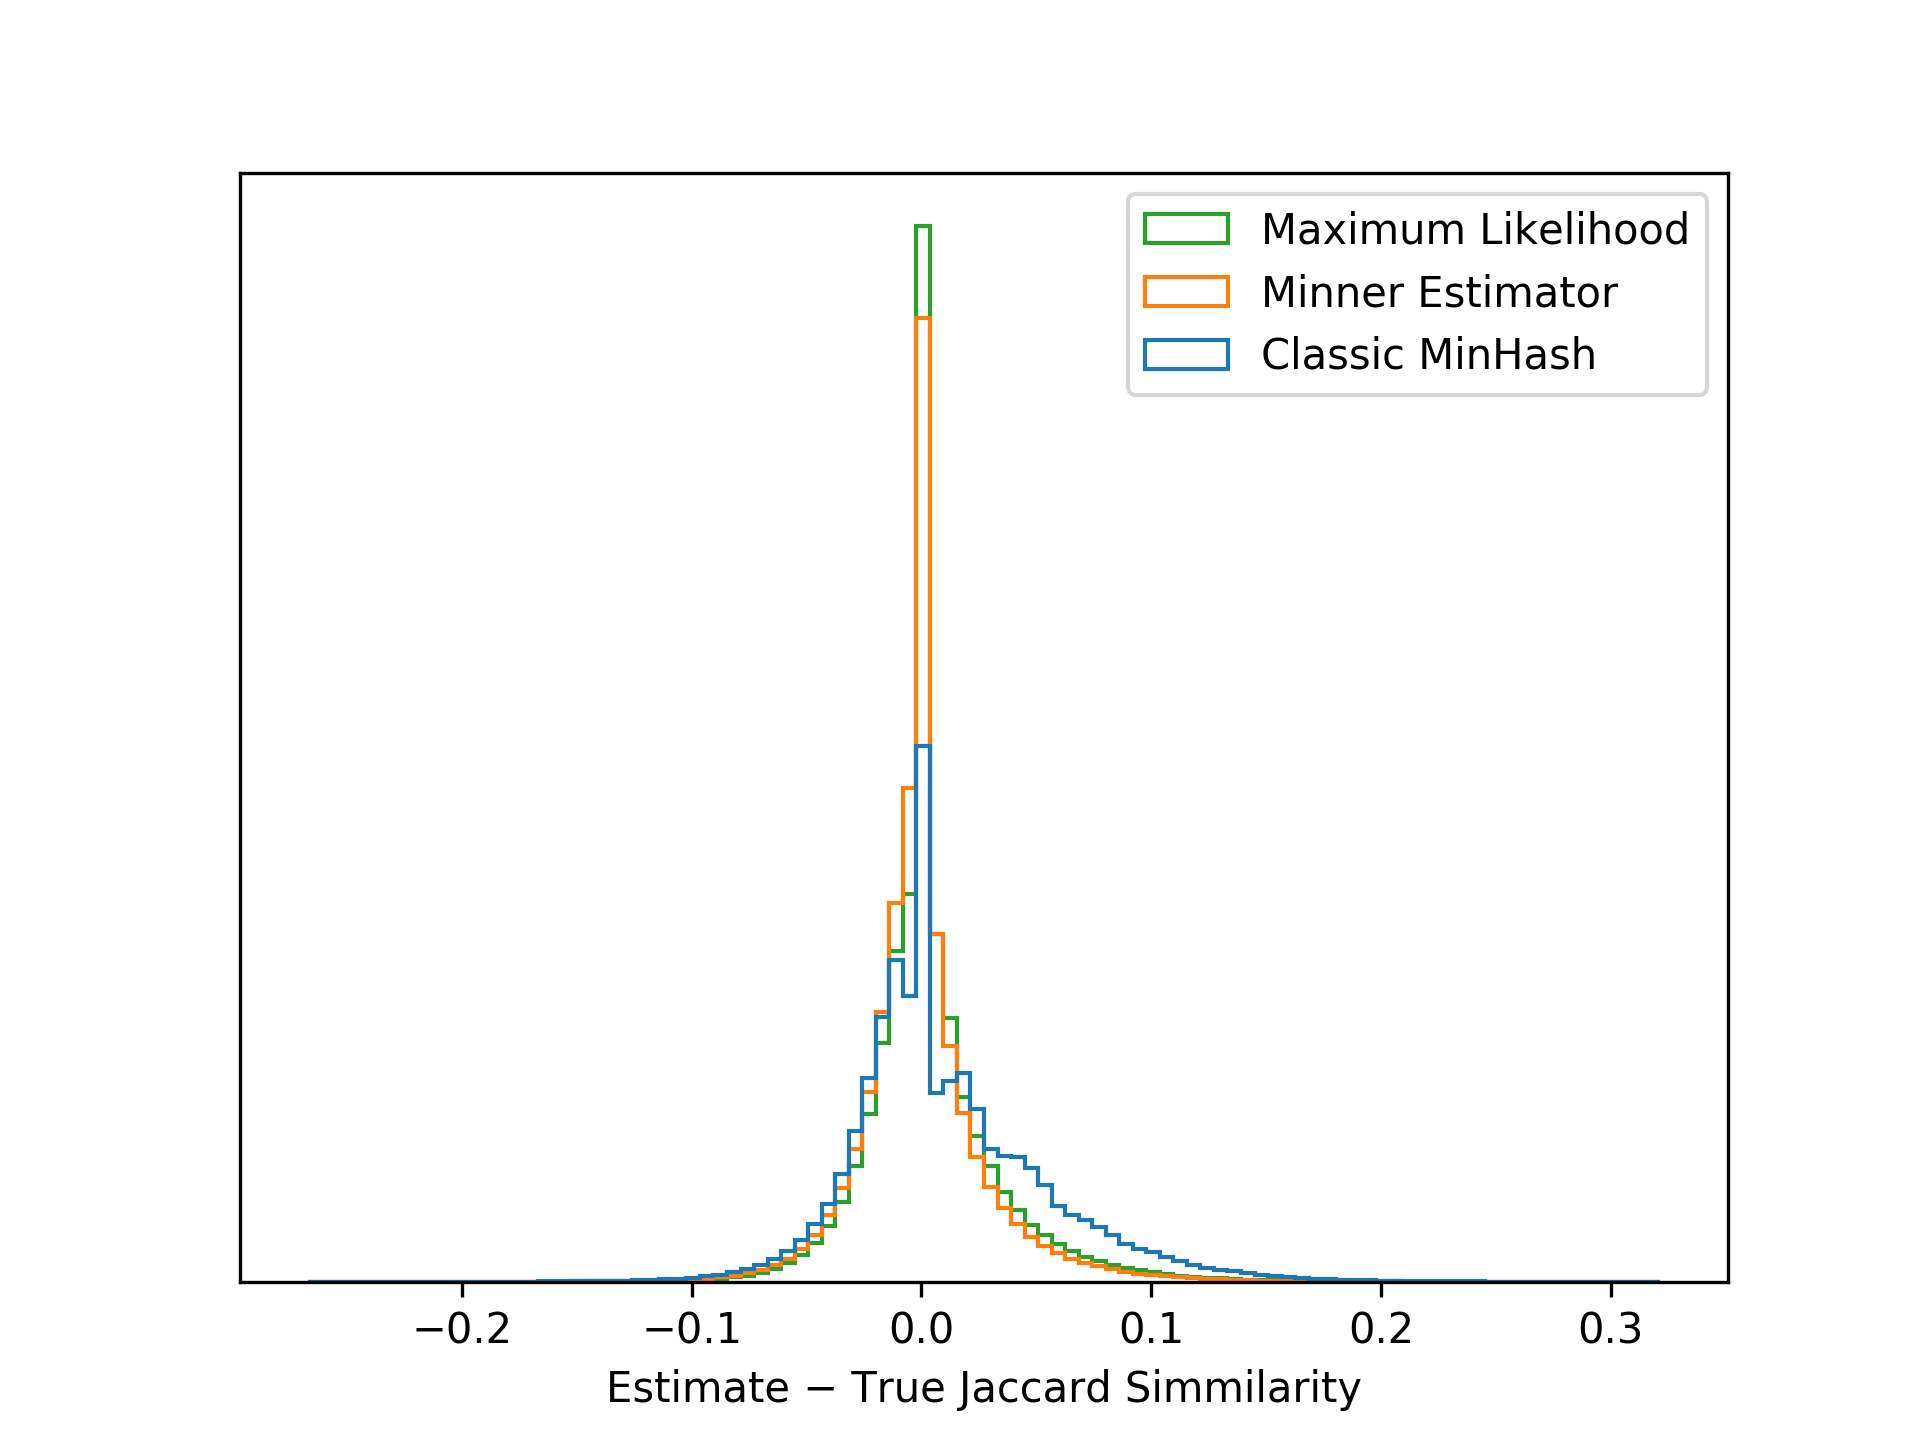 Maximum Likelihood
Minner Estimator
Classic MinHash
−0.2 −0.1 0.0 0.1 0.2 0.3
Estimate − True Jaccard Simmilarity